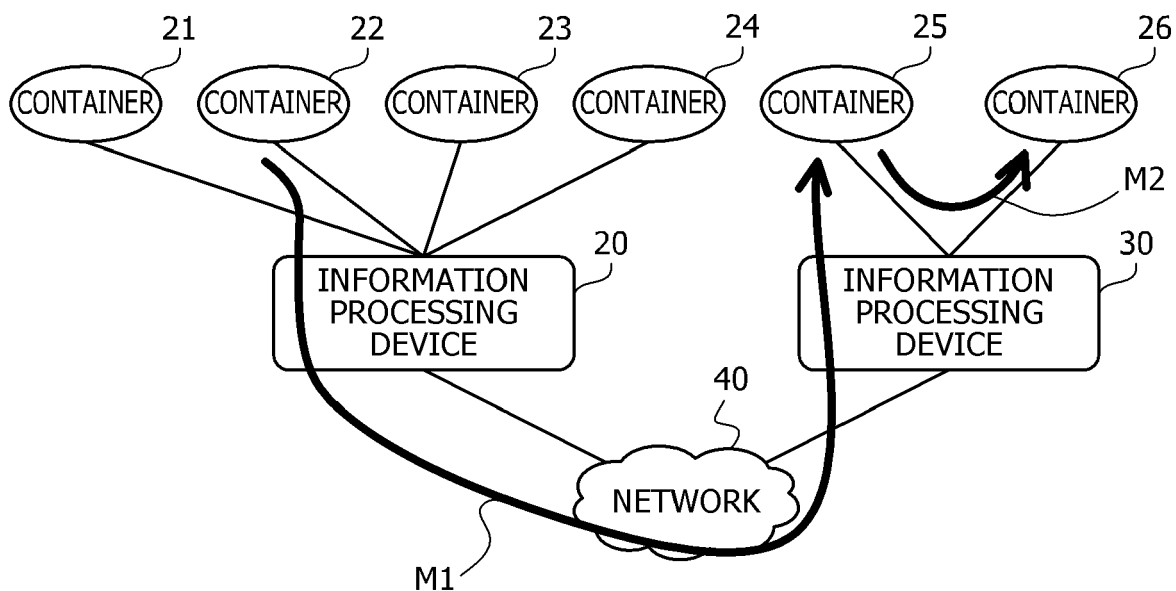 21 22 23 24 25 26
CONTAINER CONTAINER CONTAINER CONTAINER CONTAINER CONTAINER
M2
20 30
INFORMATION
PROCESSING
DEVICE
INFORMATION
PROCESSING
DEVICE
40
NETWORK
M1